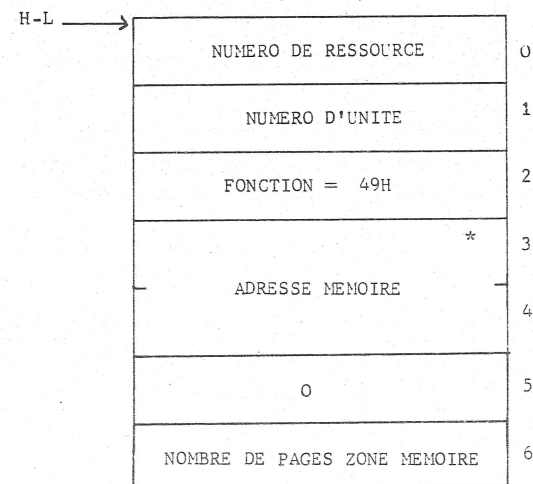 H-L
NUMERO DE RESSOURCE 0
NUMERO D'UNITE 1
FONCTION = 49H 2
* 3
ADRESSE MEMOIRE
4
0 5
NOMBRE DE PAGES ZONE MEMOIRE 6